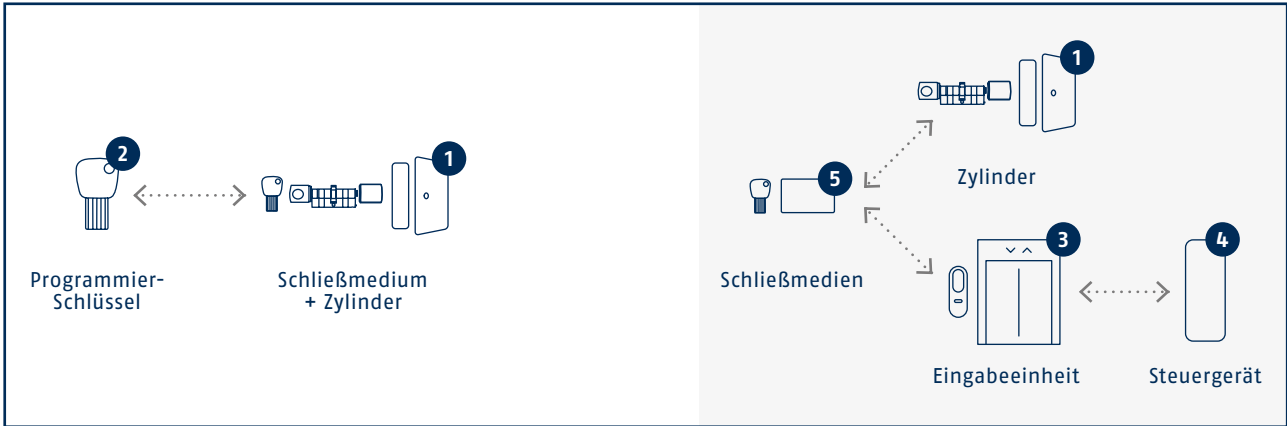 2
Programmier-
Schlüssel
1
Schließmedium
+ Zylinder
5
Schließmedien
1
Zylinder
3
Eingabeeinheit
4
Steuergerät